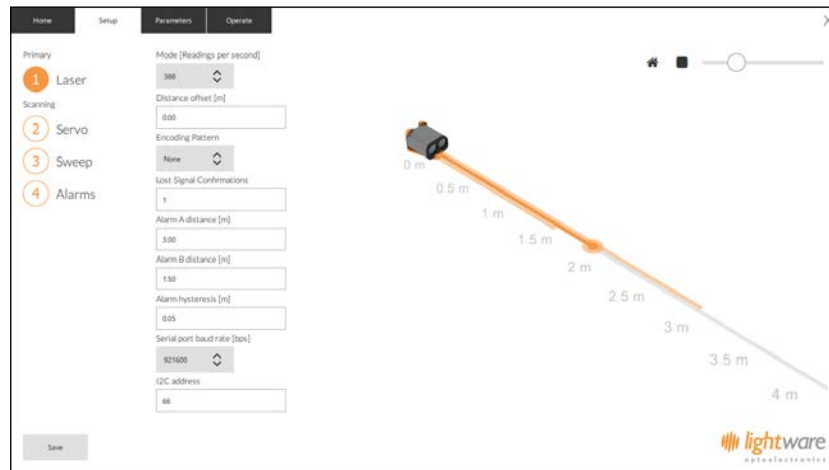 Home
Setup
Parameters
Operate
Primary
1 Laser
Scanning
2 Servo
3 Sweep
4 Alarms
Save
Mode [Readings per second]
388
Distance offset [m]
0.00
Encoding Pattern
None
Lost Signal Confirmations
1
Alarm A distance [m]
3.00
Alarm B distance [m]
1.50
Alarm hysteresis [m]
0.05
Serial port baud rate [bps]
921600
I2C address
66
0 m
0.5 m
1 m
1.5 m
2 m
2.5 m
3 m
3.5 m
4 m
lightware
optoelectronics